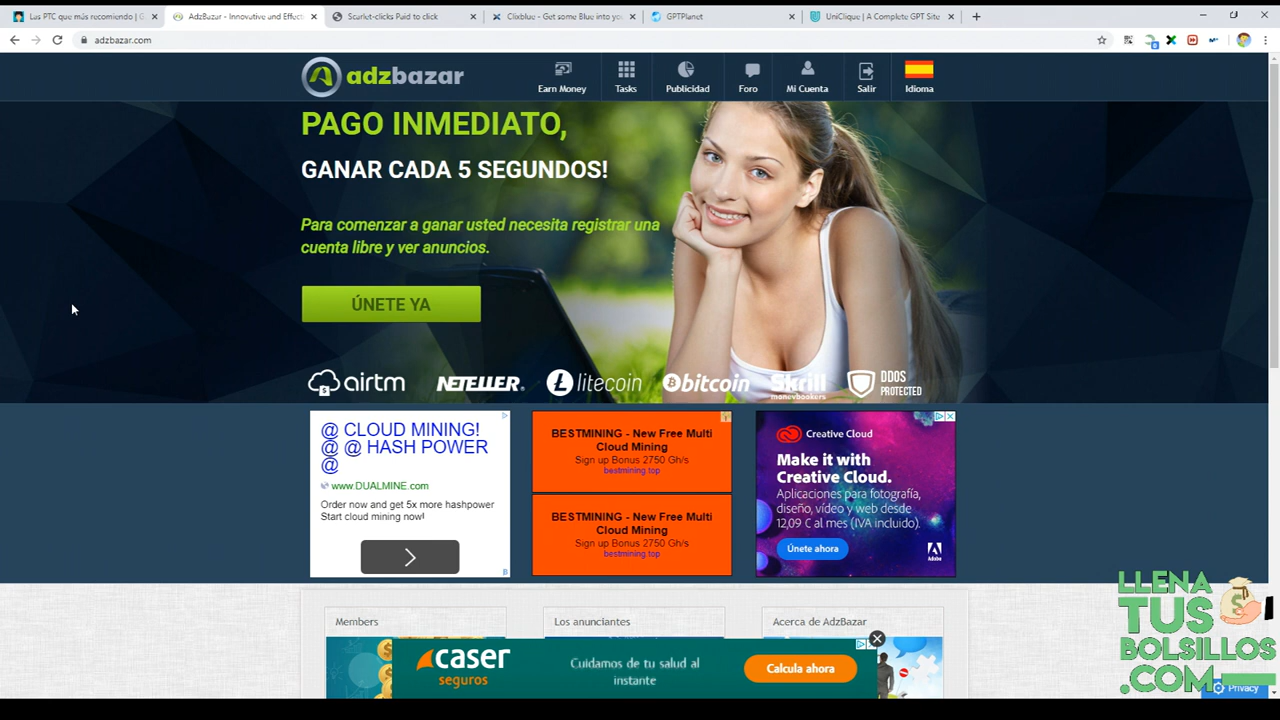 Las PTC que más recomiendo | G
AdzBazar - Innovutive and Effect
Scarlet-clicks Paid to click
Clixblue - Get some Blue into you
GPTPlanet
UniClique | A Complete GPT Site
adzbazar.com
adzbazar
Earn Money
Tasks
Publicidad
Foro
Mi Cuenta
Salir
Idioma
PAGO INMEDIATO,
GANAR CADA 5 SEGUNDOS!
Para comenzar a ganar usted necesita registrar una
cuenta libre y ver anuncios.
ÚNETE YA
airtm
NETELLER
litecoin
bitcoin
Skrill
moneybookers
DDOS
PROTECTED
@ CLOUD MINING!
@ @ HASH POWER
@
www.DUALMINE.com
Order now and get 5x more hashpower
Start cloud mining now!
BESTMINING - New Free Multi
Cloud Mining
Sign up Bonus 2750 Gh/s
bestmining.top
BESTMINING - New Free Multi
Cloud Mining
Sign up Bonus 2750 Gh/s
bestmining.top
Creative Cloud
Make it with
Creative Cloud.
Aplicaciones para fotografía,
diseño, vídeo y web desde
12,09 € al mes (IVA incluido).
Únete ahora
Adobe
Members
Los anunciantes
Acerca de AdzBazar
caser
seguros
Cuidamos de tu salud al
instante
Calcula ahora
LLENA
TUS
BOLSILLOS
.COM
Privacy